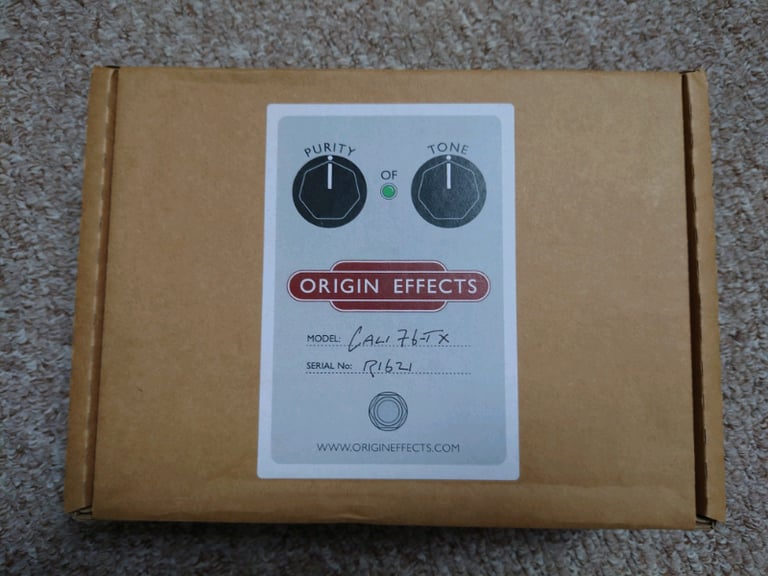 PURITY
OF
TONE
ORIGIN EFFECTS
MODEL: CALI 76-TX
SERIAL No: R1621
WWW.ORIGINEFFECTS.COM